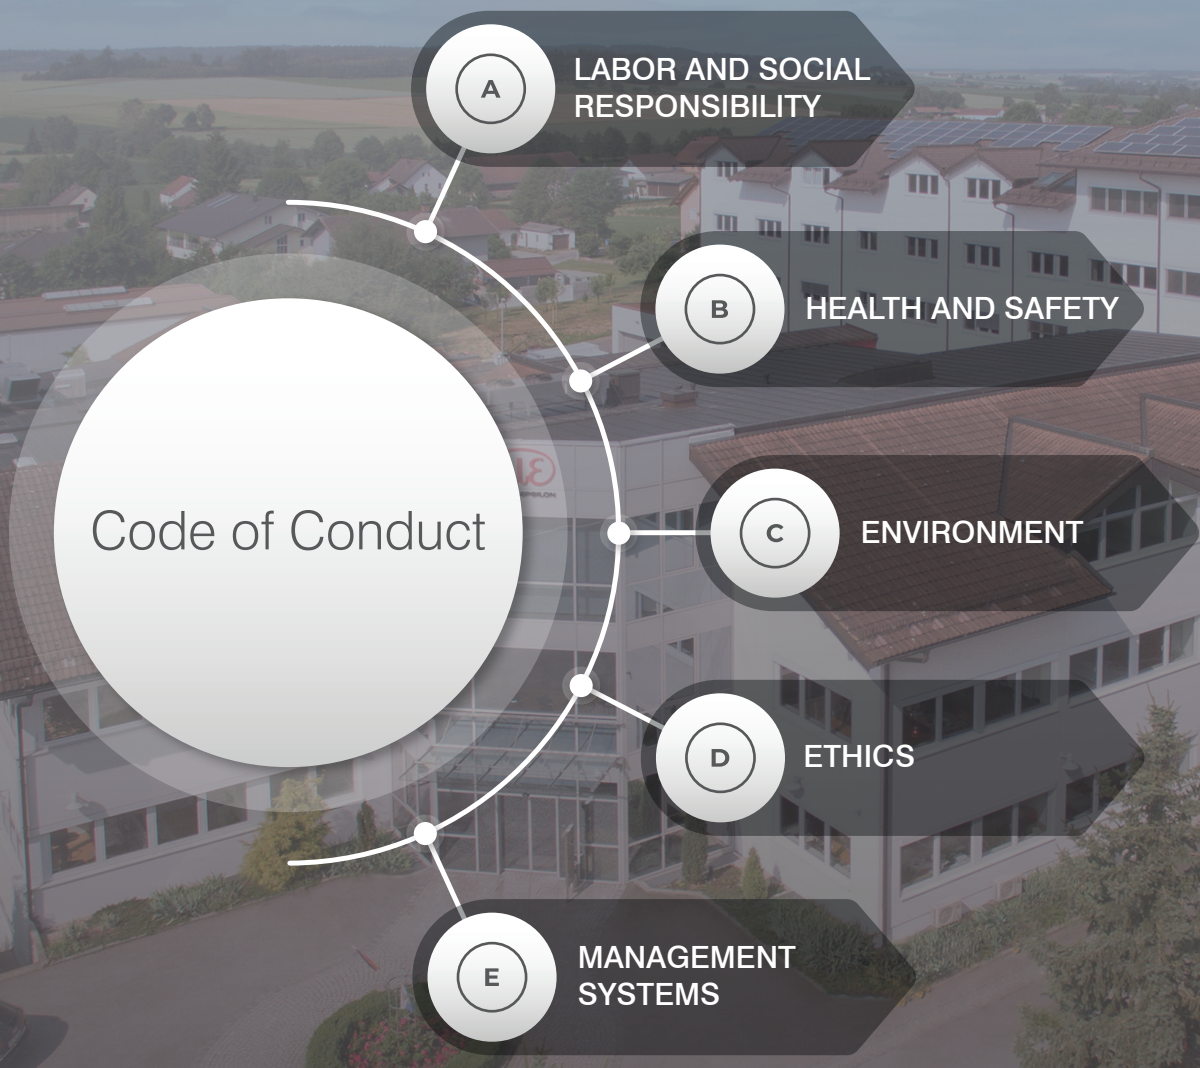 A
LABOR AND SOCIAL
RESPONSIBILITY
B
HEALTH AND SAFETY
Code of Conduct
C
ENVIRONMENT
D
ETHICS
E
MANAGEMENT
SYSTEMS